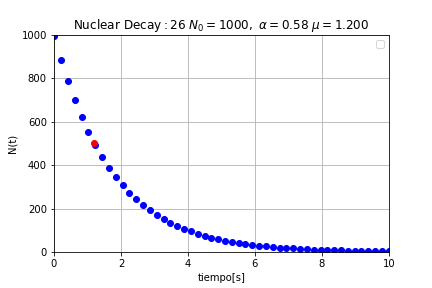 Nuclear Decay : 26 N₀ = 1000, α = 0.58 μ = 1.200
1000
800
600
400
200
0
N(t)
0 2 4 6 8 10
tiempo[s]